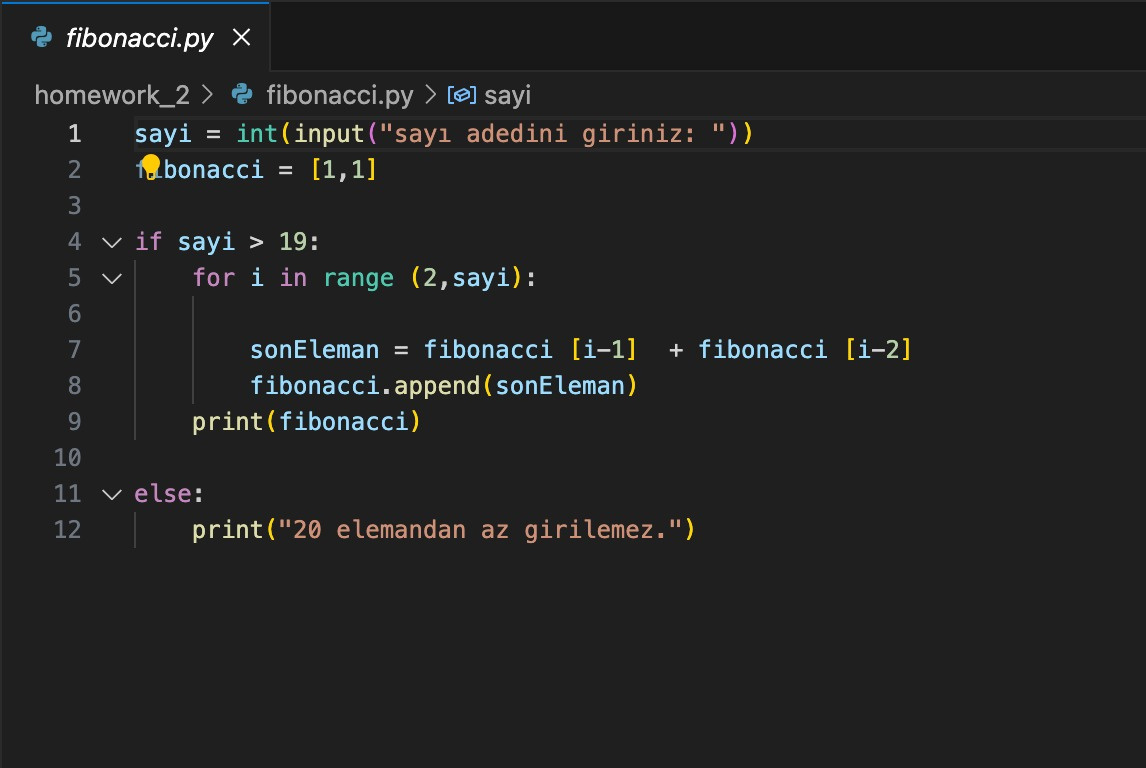 fibonacci.py
homework_2 > fibonacci.py > sayi
1 sayi = int(input("sayı adedini giriniz: "))
2 fibonacci = [1,1]
3
4 if sayi > 19:
5     for i in range (2,sayi):
6
7         sonEleman = fibonacci [i-1]  + fibonacci [i-2]
8         fibonacci.append(sonEleman)
9     print(fibonacci)
10
11 else:
12     print("20 elemandan az girilemez.")